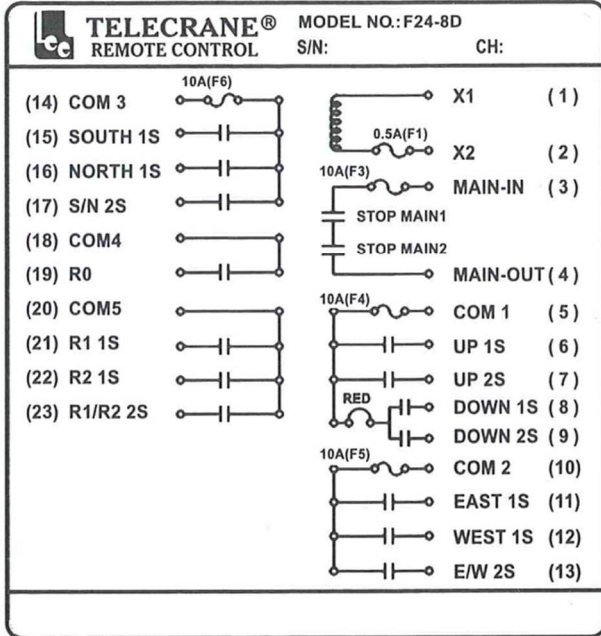 Lee TELECRANE® MODEL NO.: F24-8D
REMOTE CONTROL S/N: CH:
10A(F6)
(14) COM 3
(15) SOUTH 1S
(16) NORTH 1S
(17) S/N 2S
(18) COM4
(19) R0
(20) COM5
(21) R1 1S
(22) R2 1S
(23) R1/R2 2S
X1 (1)
0.5A(F1)
X2 (2)
10A(F3)
MAIN-IN (3)
STOP MAIN1
STOP MAIN2
MAIN-OUT (4)
10A(F4)
COM 1 (5)
UP 1S (6)
UP 2S (7)
RED
DOWN 1S (8)
DOWN 2S (9)
10A(F5)
COM 2 (10)
EAST 1S (11)
WEST 1S (12)
E/W 2S (13)